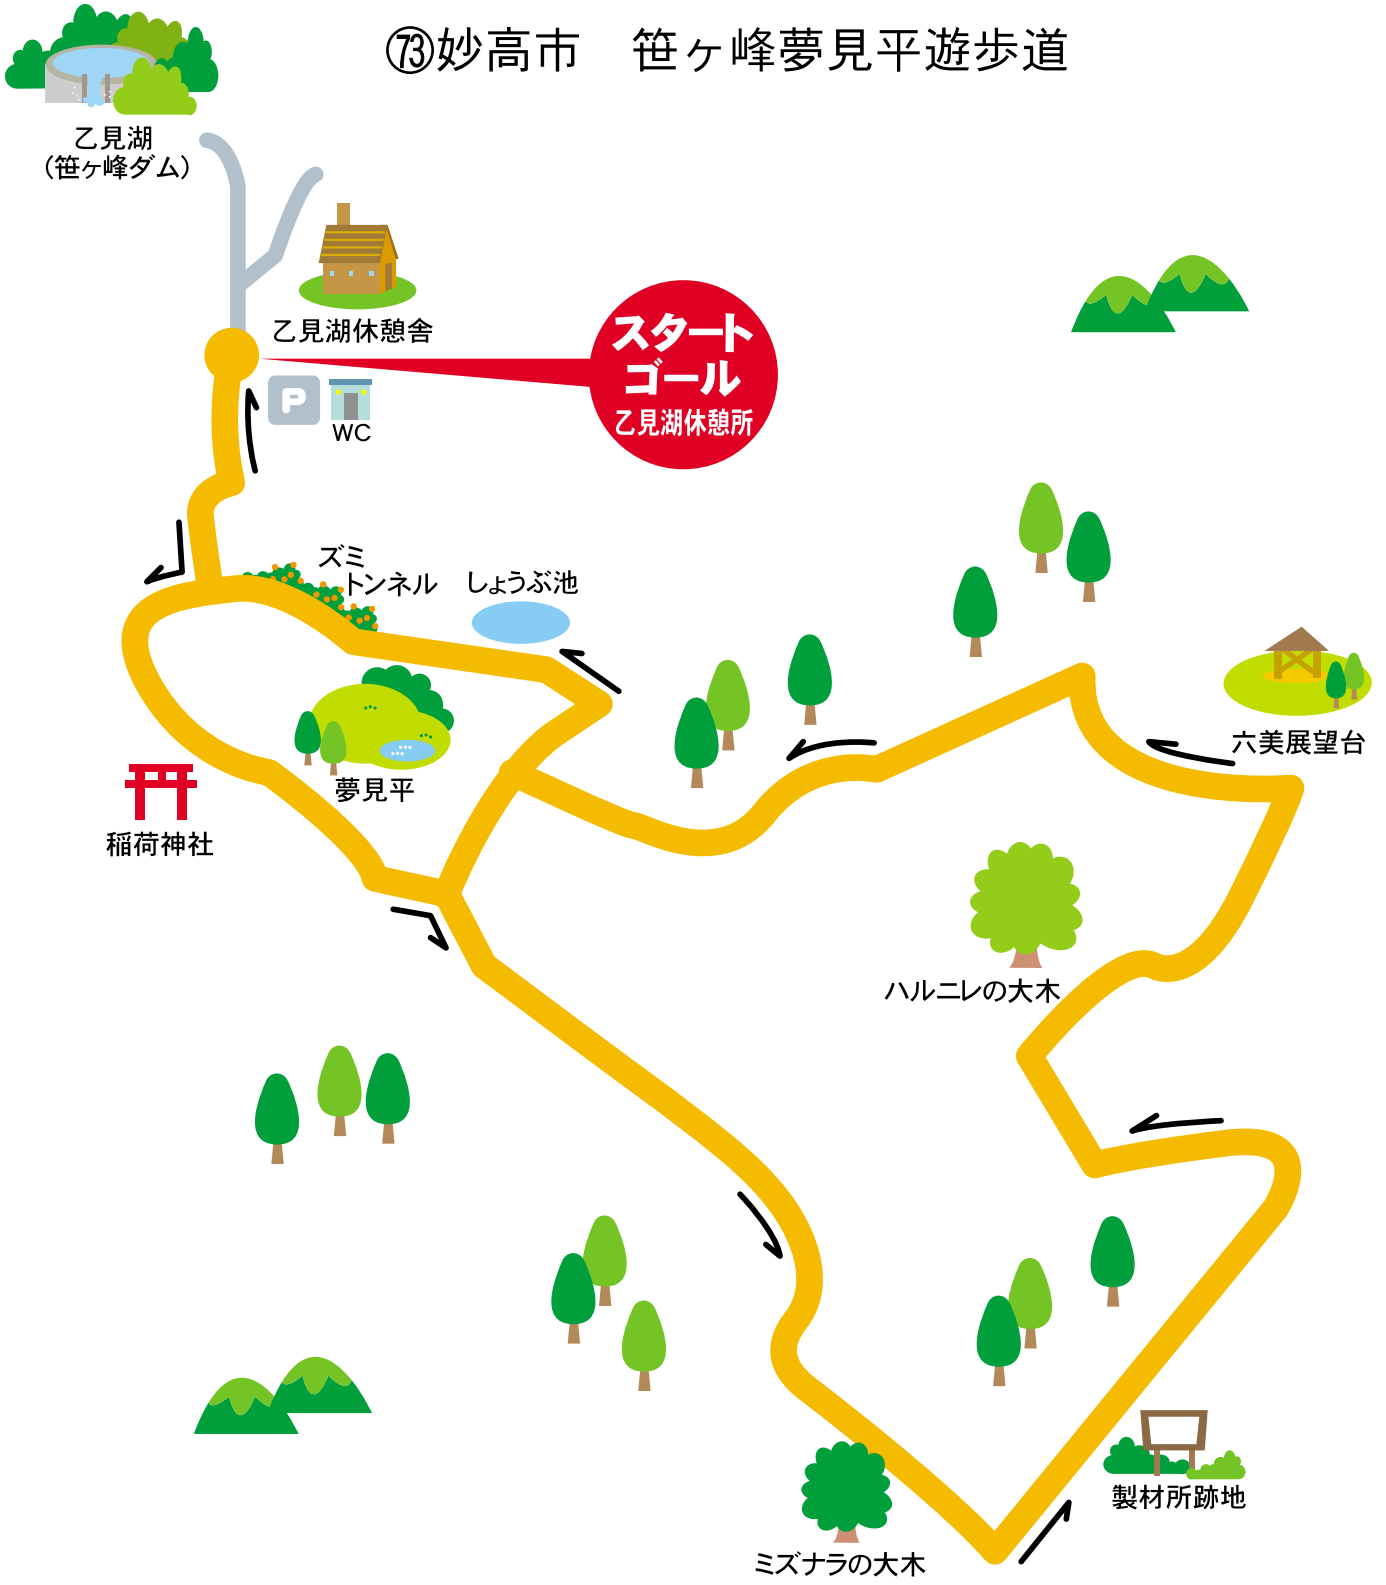 ㊳妙高市　笹ヶ峰夢見平遊歩道
乙見湖
（笹ヶ峰ダム）
乙見湖休憩舎
スタート
ゴール
乙見湖休憩所
P
WC
ズミ
トンネル
しょうぶ池
六美展望台
夢見平
稲荷神社
ハルニレの大木
製材所跡地
ミズナラの大木